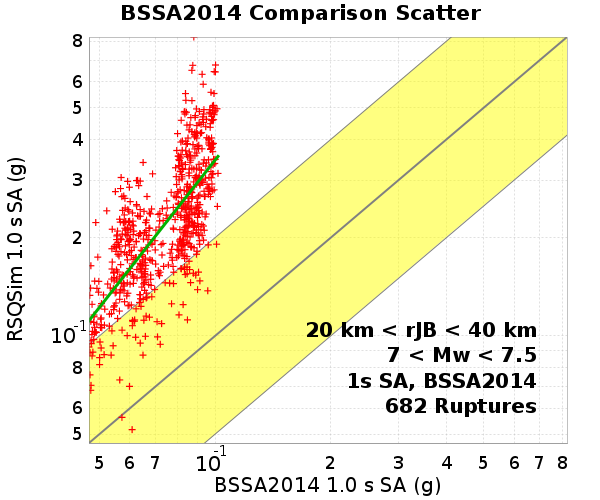 BSSA2014 Comparison Scatter
8
6
5
4
3
2
10-1
8
6
5
RSQSim 1.0 s SA (g)
20 km < rJB < 40 km
7 < Mw < 7.5
1s SA, BSSA2014
682 Ruptures
5 6 7 10-1 2 3 4 5 6 7 8
BSSA2014 1.0 s SA (g)